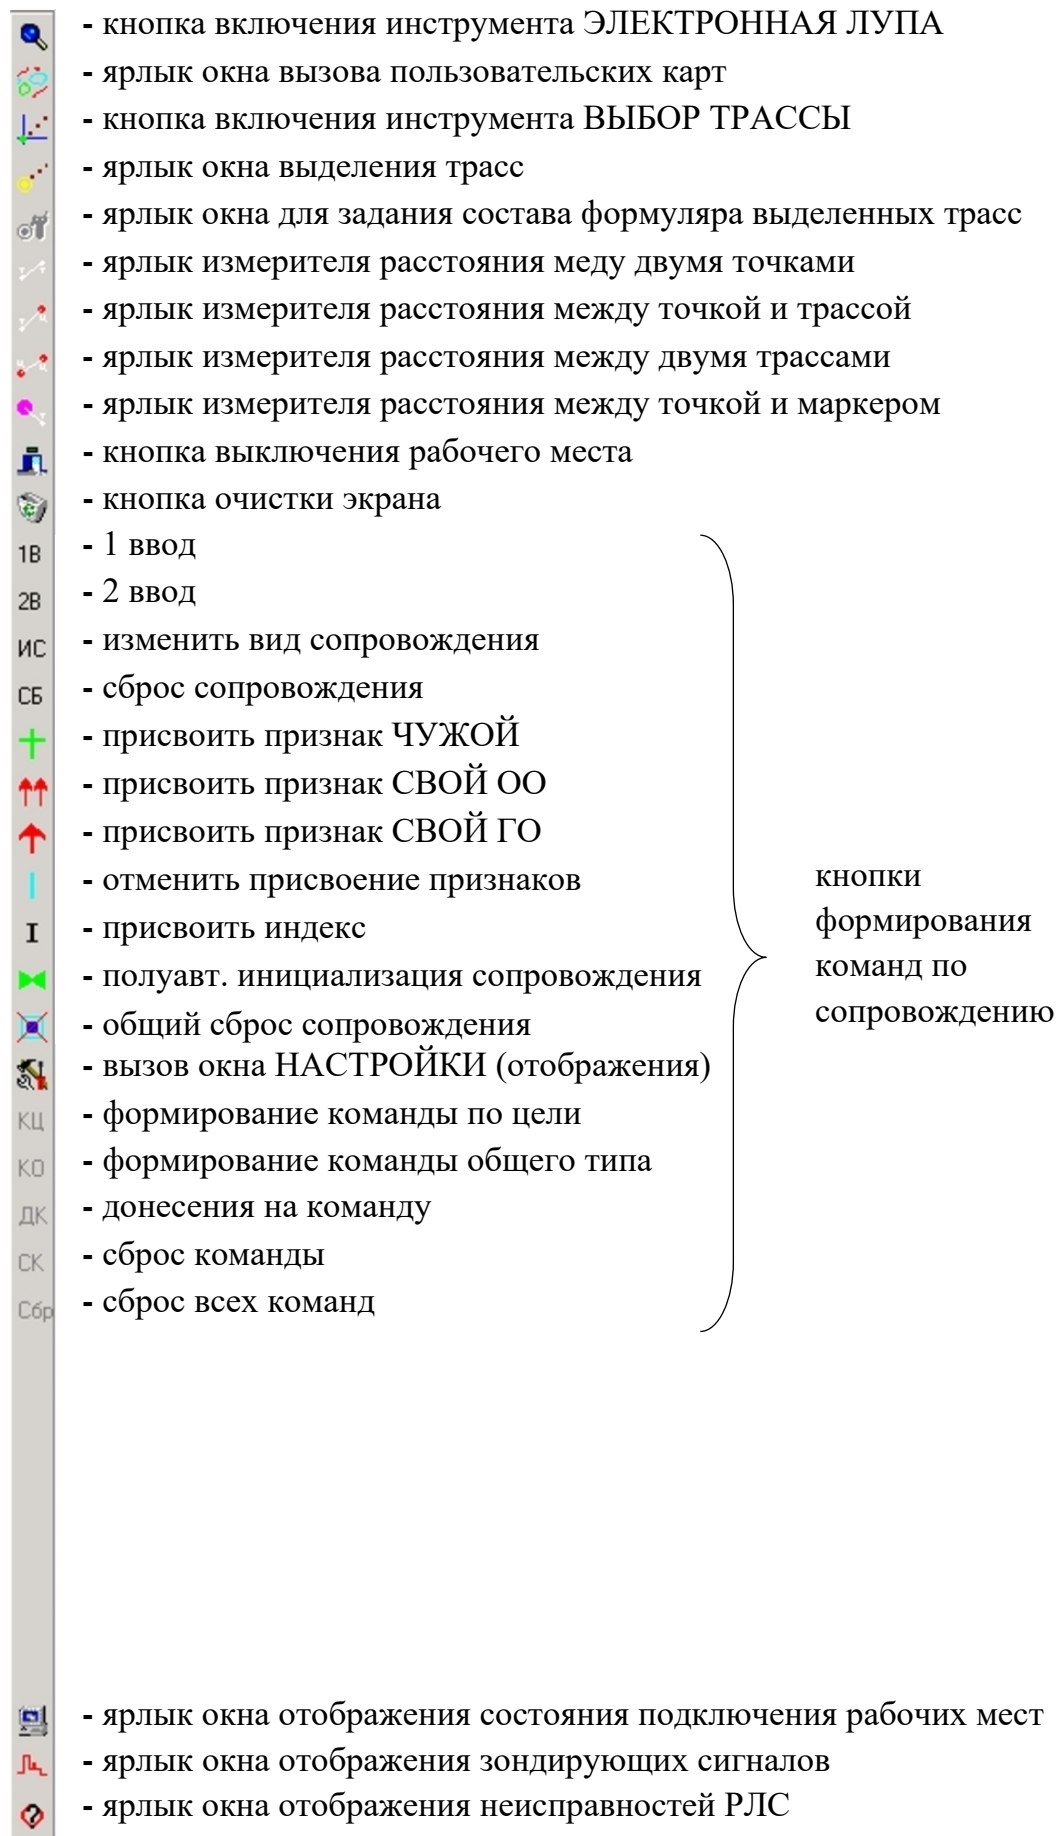 - кнопка включения инструмента ЭЛЕКТРОННАЯ ЛУПА
- ярлык окна вызова пользовательских карт
- кнопка включения инструмента ВЫБОР ТРАССЫ
- ярлык окна выделения трасс
- ярлык окна для задания состава формуляра выделенных трасс
- ярлык измерителя расстояния меду двумя точками
- ярлык измерителя расстояния между точкой и трассой
- ярлык измерителя расстояния между двумя трассами
- ярлык измерителя расстояния между точкой и маркером
- кнопка выключения рабочего места
- кнопка очистки экрана
1В - 1 ввод
2В - 2 ввод
ИС - изменить вид сопровождения
СБ - сброс сопровождения
- присвоить признак ЧУЖОЙ
- присвоить признак СВОЙ ОО
- присвоить признак СВОЙ ГО
- отменить присвоение признаков
I - присвоить индекс
- полуавт. инициализация сопровождения
- общий сброс сопровождения
- вызов окна НАСТРОЙКИ (отображения)
КЦ - формирование команды по цели
КО - формирование команды общего типа
ДК - донесения на команду
СК - сброс команды
Сбр - сброс всех команд
кнопки
формирования
команд по
сопровождению
- ярлык окна отображения состояния подключения рабочих мест
- ярлык окна отображения зондирующих сигналов
- ярлык окна отображения неисправностей РЛС